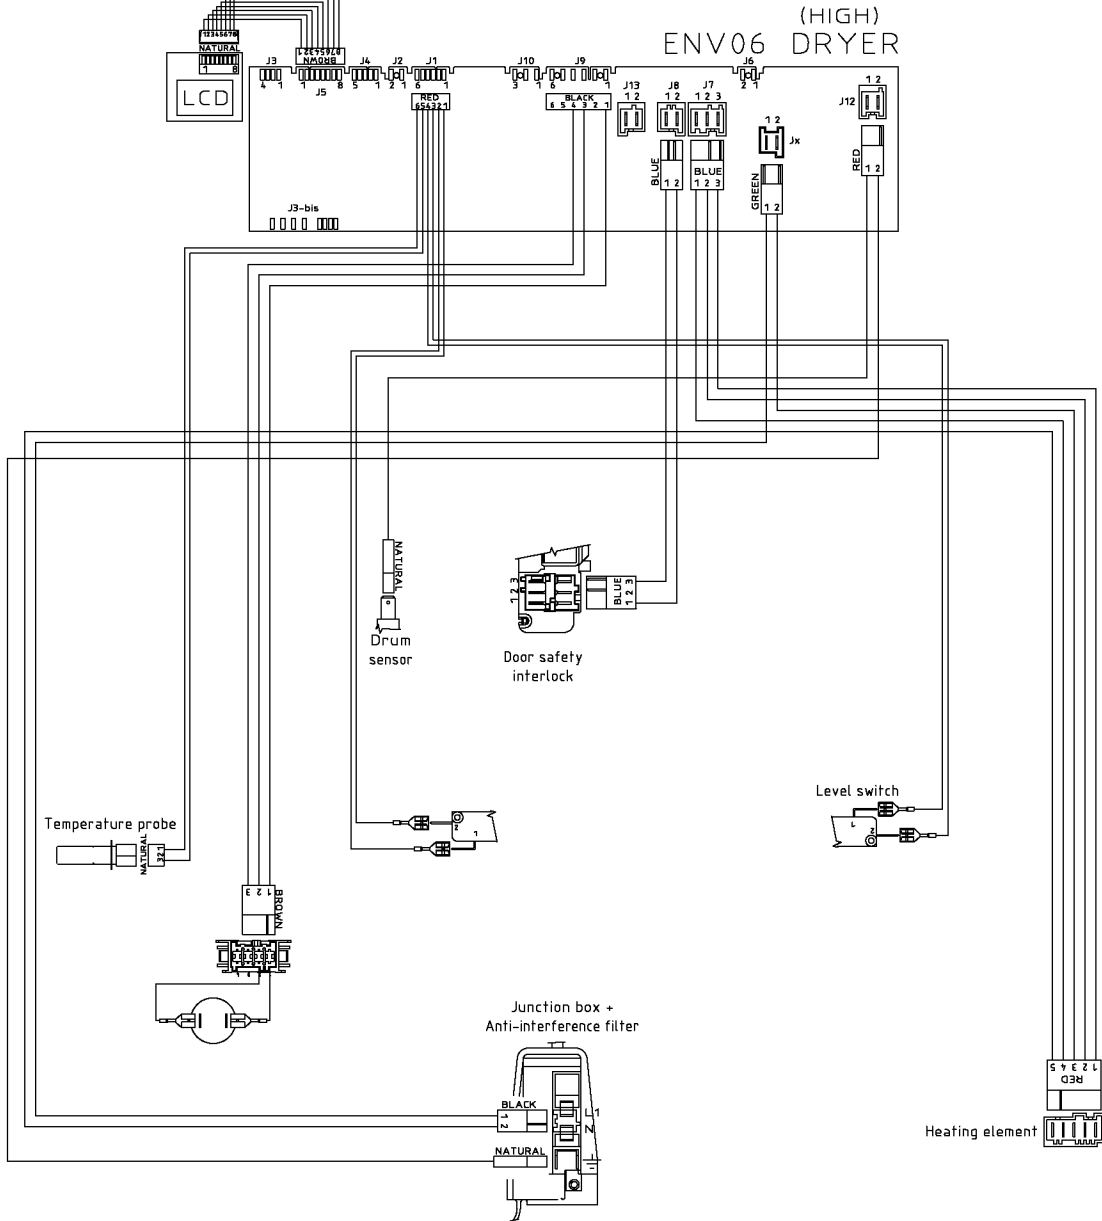 (HIGH)
ENV06 DRYER
12345678
NATURAL
1 8
LCD
87654321
BROWN
J3
4 1
J5
1 8
J4
5 1
J2
2 1
J1
6 1
RED
654321
J10
3 1
J9
6 1
BLACK
6 5 4 3 2 1
J13
1 2
J8
1 2
J7
1 2 3
J6
2 1
J12
1 2
Jx
1 2
BLUE
1 2
BLUE
1 2 3
GREEN
1 2
RED
1 2
J3-bis
NATURAL
Drum
sensor
1 2 3
BLUE
1 2 3
Door safety
interlock
Temperature probe
NATURAL
321
2
1
Level switch
1
2
3 2 1
BROWN
Junction box +
Anti-interference filter
BLACK
1
2
L1
N
NATURAL
5 4 3 2 1
RED
Heating element